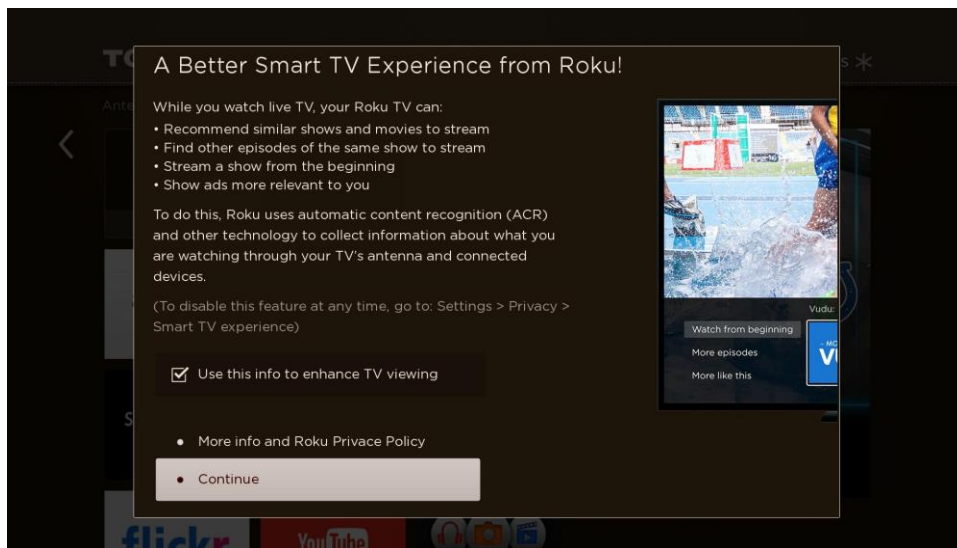 A Better Smart TV Experience from Roku!
While you watch live TV, your Roku TV can:
• Recommend similar shows and movies to stream
• Find other episodes of the same show to stream
• Stream a show from the beginning
• Show ads more relevant to you
To do this, Roku uses automatic content recognition (ACR)
and other technology to collect information about what you
are watching through your TV's antenna and connected
devices.
(To disable this feature at any time, go to: Settings > Privacy >
Smart TV experience)
Use this info to enhance TV viewing
• More info and Roku Privace Policy
• Continue
Vudu:
Watch from beginning
More episodes
More like this
flickr
YouTube